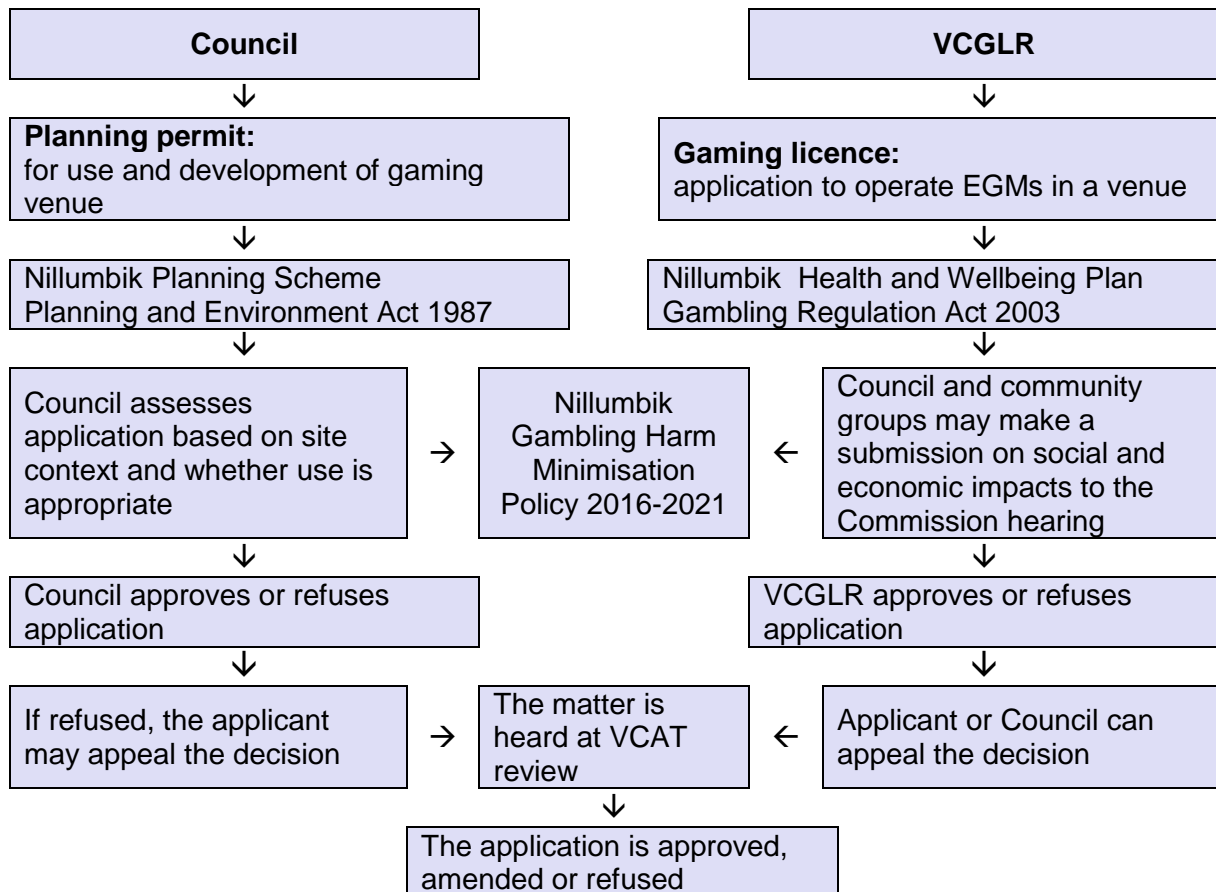 Council
VCGLR
Planning permit:
for use and development of gaming
venue
Gaming licence:
application to operate EGMs in a venue
Nillumbik Planning Scheme
Planning and Environment Act 1987
Nillumbik  Health and Wellbeing Plan
Gambling Regulation Act 2003
Council assesses
application based on site
context and whether use is
appropriate
Nillumbik
Gambling Harm
Minimisation
Policy 2016-2021
Council and community
groups may make a
submission on social and
economic impacts to the
Commission hearing
Council approves or refuses
application
VCGLR approves or refuses
application
If refused, the applicant
may appeal the decision
The matter is
heard at VCAT
review
Applicant or Council can
appeal the decision
The application is approved,
amended or refused